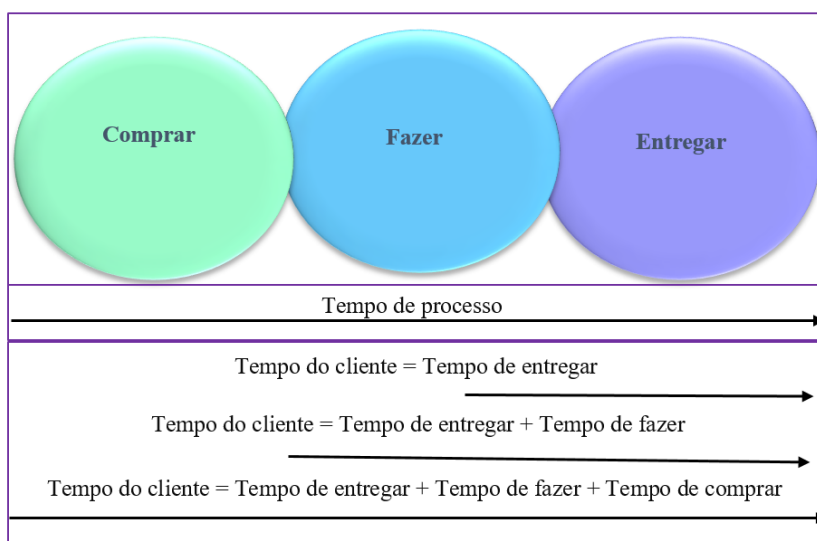 Comprar
Fazer
Entregar
Tempo de processo
Tempo do cliente = Tempo de entregar
Tempo do cliente = Tempo de entregar + Tempo de fazer
Tempo do cliente = Tempo de entregar + Tempo de fazer + Tempo de comprar